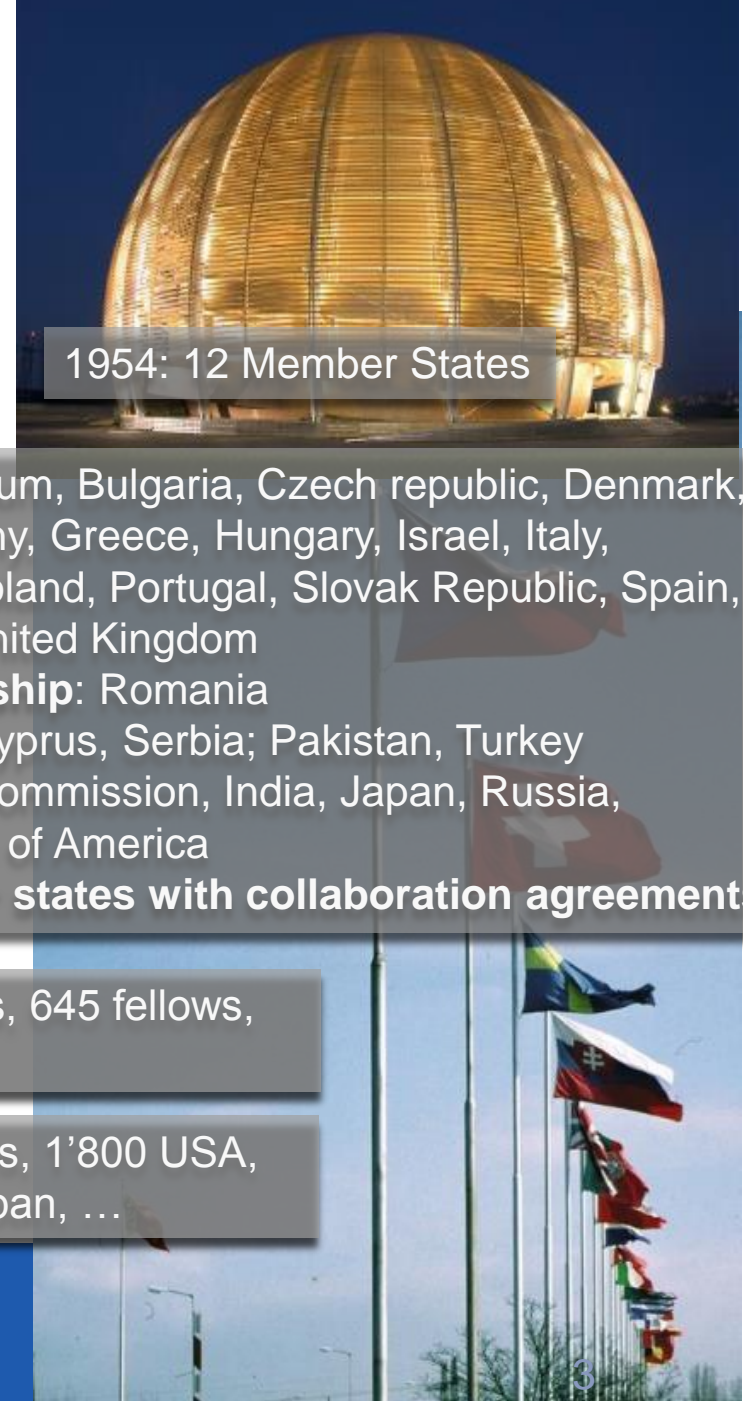 1954: 12 Member States
um, Bulgaria, Czech republic, Denmark,
ny, Greece, Hungary, Israel, Italy,
oland, Portugal, Slovak Republic, Spain,
nited Kingdom
ship: Romania
yprus, Serbia; Pakistan, Turkey
ommission, India, Japan, Russia,
of America
states with collaboration agreements
s, 645 fellows,
s, 1’800 USA,
pan, …
3